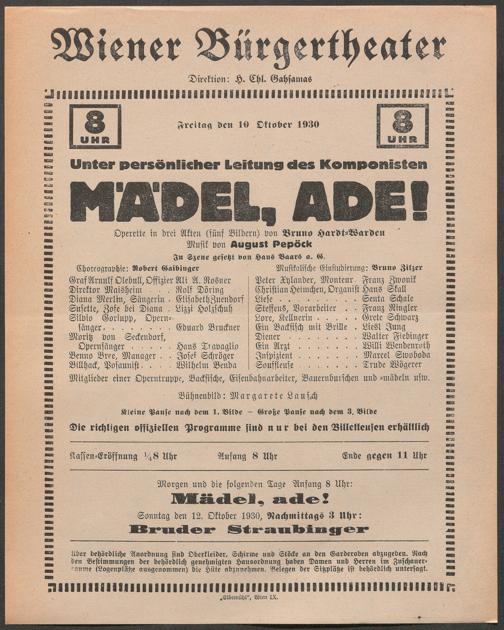 Wiener Bürgertheater
Direktion: H. Chl. Gahsamas
8 UHR
Freitag den 10 Oktober 1930
8 UHR
Unter persönlicher Leitung des Komponisten
MÄDEL, ADE!
Operette in drei Akten (fünf Bildern) von Bruno Hardt-Warden
Musik von August Pepöck
In Szene gesetzt von Hans Baars a. G.
Choreographie: Robert Gaibinger
Musikalische Einstudierung: Bruno Zitzer
Graf Arnulf Olebull, Offizier Ali A. Rosner
Direktor Maisheim . . . Rolf Döring
Diana Merlin, Sängerin . Elisabeth Zuendorf
Susette, Zofe bei Diana . Lizzi Holzschuh
Silvio Gorlupp, Opern-
sänger . . . . . Eduard Bruckner
Moritz von Seckendorf,
Opernsänger . . . . Hans Travaglio
Benno Bree, Manager . . Josef Schröger
Billhack, Posaunist . . . Wilhelm Benda
Peter Xylander, Monteur . Franz Zwonik
Christian Heimcher, Organist Hans Skall
Liese . . . . . . . Senta Schule
Steffens, Vorarbeiter . . Franz Ringler
Lore, Kellnerin . . . . Grete Schwarz
Ein Backfisch mit Brille . Liesl Jung
Diener . . . . . . . Walter Fiebinger
Ein Arzt . . . . . . Willi Wendenroth
Inspizient . . . . . . Marcel Swoboda
Souffleuse . . . . . . Trude Wögerer
Mitglieder einer Operntruppe, Backfische, Eisenbahnarbeiter, Bauernburschen und =mädeln usw.
Bühnenbild: Margarete Lausch
Kleine Pause nach dem 1. Bilde — Große Pause nach dem 3. Bilde
Die richtigen offiziellen Programme sind nur bei den Billetteusen erhältlich
Kassen-Eröffnung ¼8 Uhr
Anfang 8 Uhr
Ende gegen 11 Uhr
Morgen und die folgenden Tage Anfang 8 Uhr:
Mädel, ade!
Sonntag den 12. Oktober 1930, Nachmittags 3 Uhr:
Bruder Straubinger
Über behördliche Anordnung sind Oberkleider, Schirme und Stöcke an den Garderoben abzugeben. Nach
den Bestimmungen der behördlich genehmigten Hausordnung haben Damen und Herren im Zuschauer-
raume (Logenplätze ausgenommen) die Hüte abzunehmen. Belegen der Sitzplätze ist behördlich untersagt.
„Elbemühl", Wien IX.